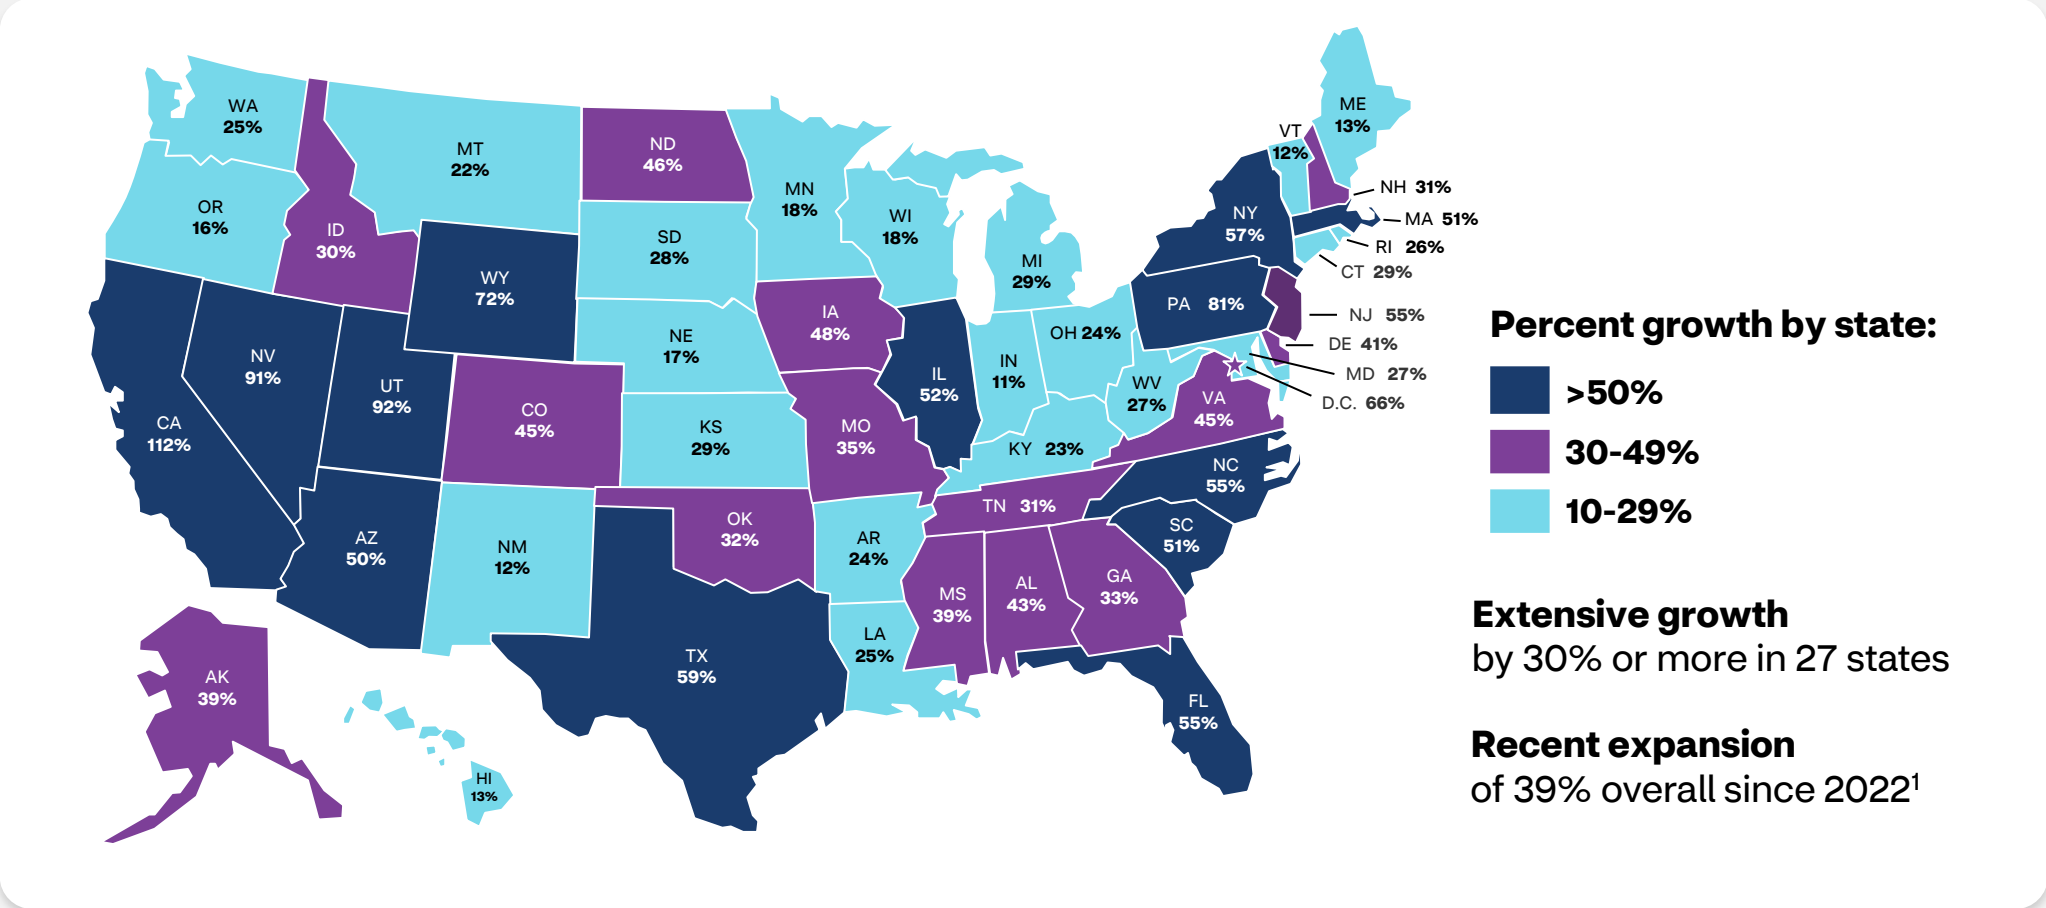 WA
25%
OR
16%
CA
112%
NV
91%
ID
30%
MT
22%
WY
72%
UT
92%
AZ
50%
CO
45%
NM
12%
ND
46%
SD
28%
NE
17%
KS
29%
OK
32%
TX
59%
MN
18%
IA
48%
MO
35%
AR
24%
LA
25%
WI
18%
IL
52%
MI
29%
IN
11%
OH 24%
KY 23%
TN 31%
MS
39%
AL
43%
GA
33%
FL
55%
SC
51%
NC
55%
VA
45%
WV
27%
PA 81%
NY
57%
VT
12%
ME
13%
NH 31%
MA 51%
RI 26%
CT 29%
NJ 55%
DE 41%
MD 27%
D.C. 66%
AK
39%
HI
13%
Percent growth by state:
>50%
30-49%
10-29%
Extensive growth
by 30% or more in 27 states
Recent expansion
of 39% overall since 2022¹